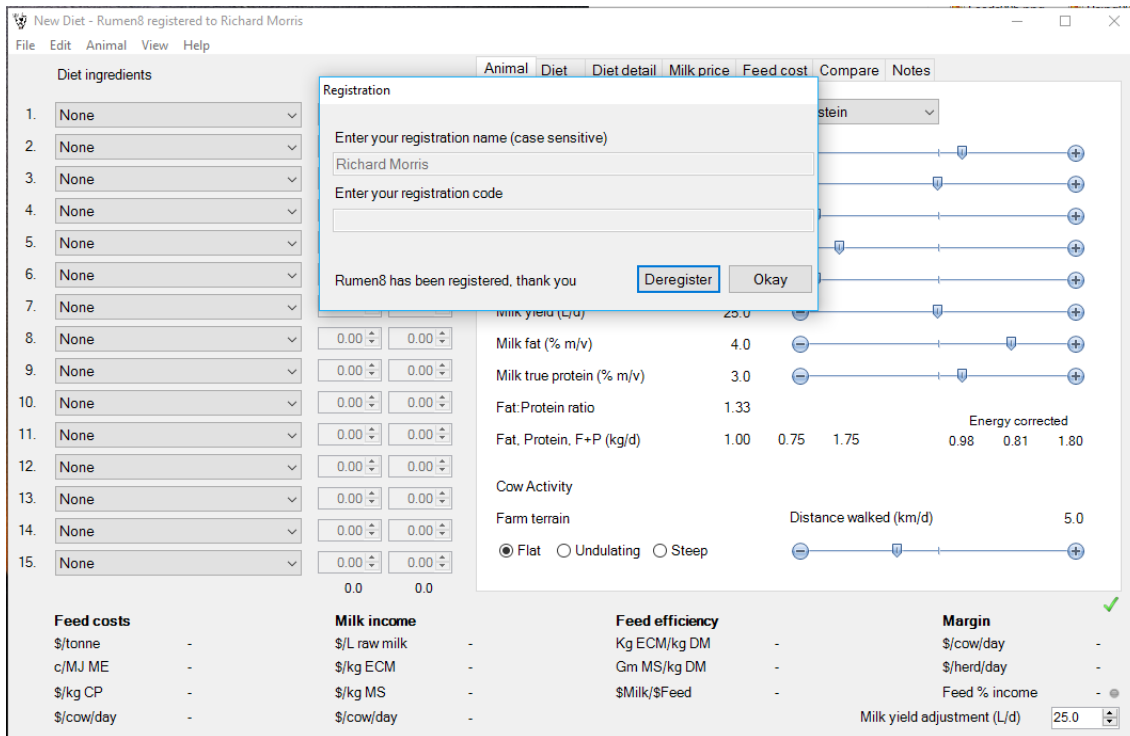 New Diet - Rumen8 registered to Richard Morris
File Edit Animal View Help
Diet ingredients
Animal Diet Diet detail Milk price Feed cost Compare Notes
Registration
Enter your registration name (case sensitive)
Richard Morris
Enter your registration code
Rumen8 has been registered, thank you Deregister Okay
stein
1. None
2. None
3. None
4. None
5. None
6. None
7. None
8. None 0.00 0.00
9. None 0.00 0.00
10. None 0.00 0.00
11. None 0.00 0.00
12. None 0.00 0.00
13. None 0.00 0.00
14. None 0.00 0.00
15. None 0.00 0.00
0.0 0.0
Milk yield (L/d) 25.0
Milk fat (% m/v) 4.0
Milk true protein (% m/v) 3.0
Fat:Protein ratio 1.33
Energy corrected
Fat, Protein, F+P (kg/d) 1.00 0.75 1.75 0.98 0.81 1.80
Cow Activity
Farm terrain Distance walked (km/d) 5.0
Flat Undulating Steep
Feed costs Milk income Feed efficiency Margin
$/tonne - $/L raw milk - Kg ECM/kg DM - $/cow/day -
c/MJ ME - $/kg ECM - Gm MS/kg DM - $/herd/day -
$/kg CP - $/kg MS - $Milk/$Feed - Feed % income -
$/cow/day - $/cow/day - Milk yield adjustment (L/d) 25.0